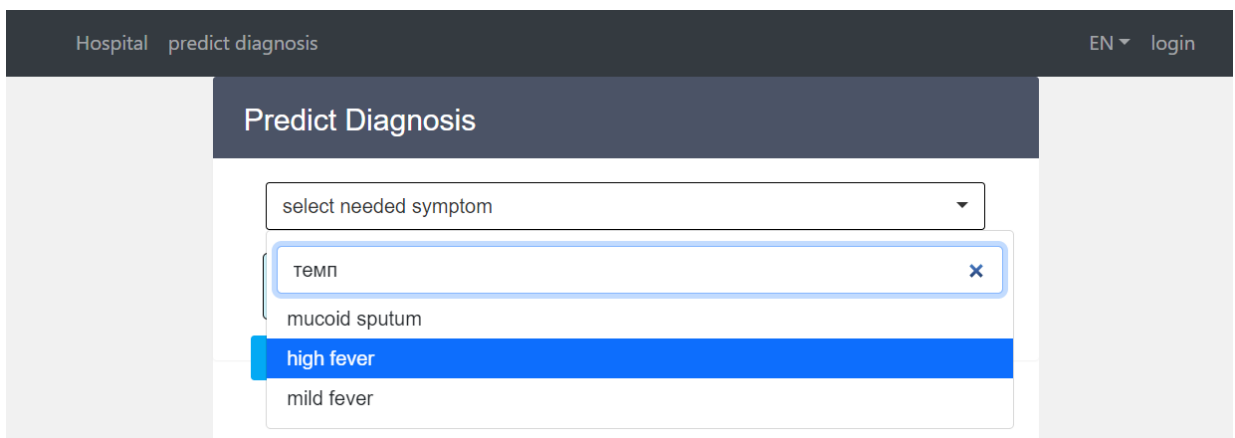 Hospital predict diagnosis EN login
Predict Diagnosis
select needed symptom
темп
mucoid sputum
high fever
mild fever